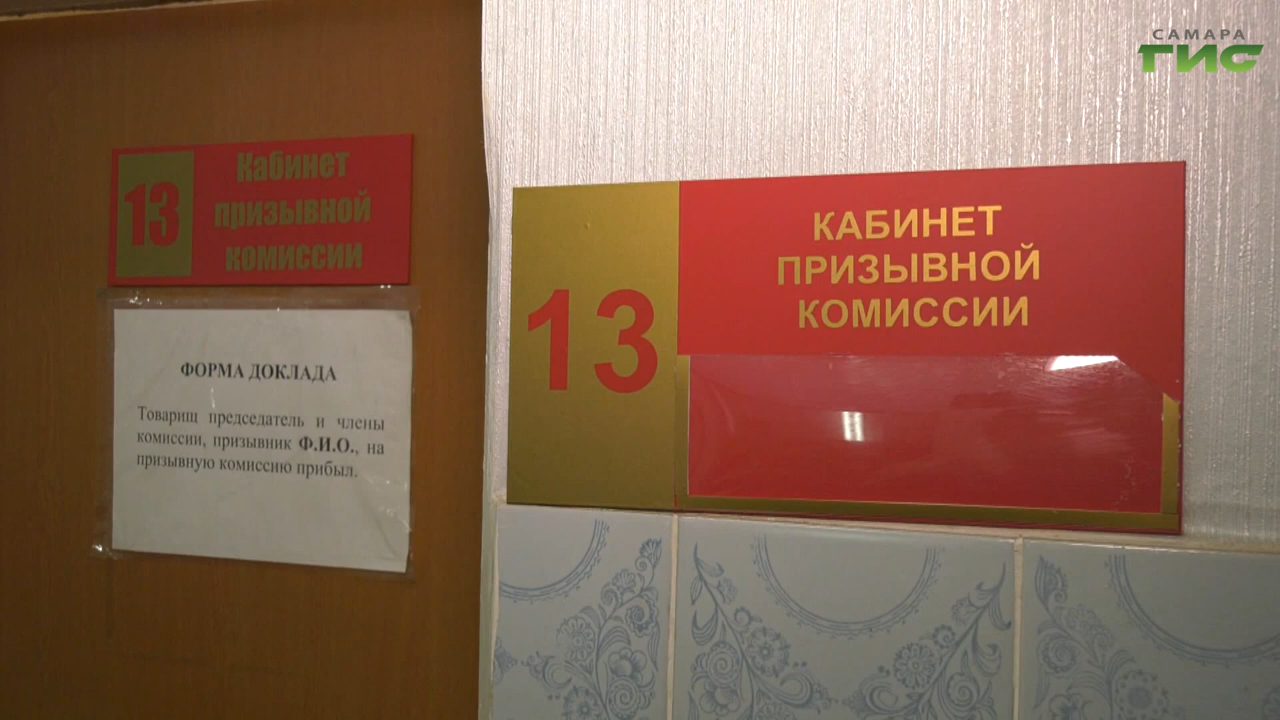 САМАРА
ГИС
13
Кабинет
призывной
комиссии
ФОРМА ДОКЛАДА
Товарищ председатель и члены
комиссии, призывник Ф.И.О., на
призывную комиссию прибыл.
13
КАБИНЕТ
ПРИЗЫВНОЙ
КОМИССИИ